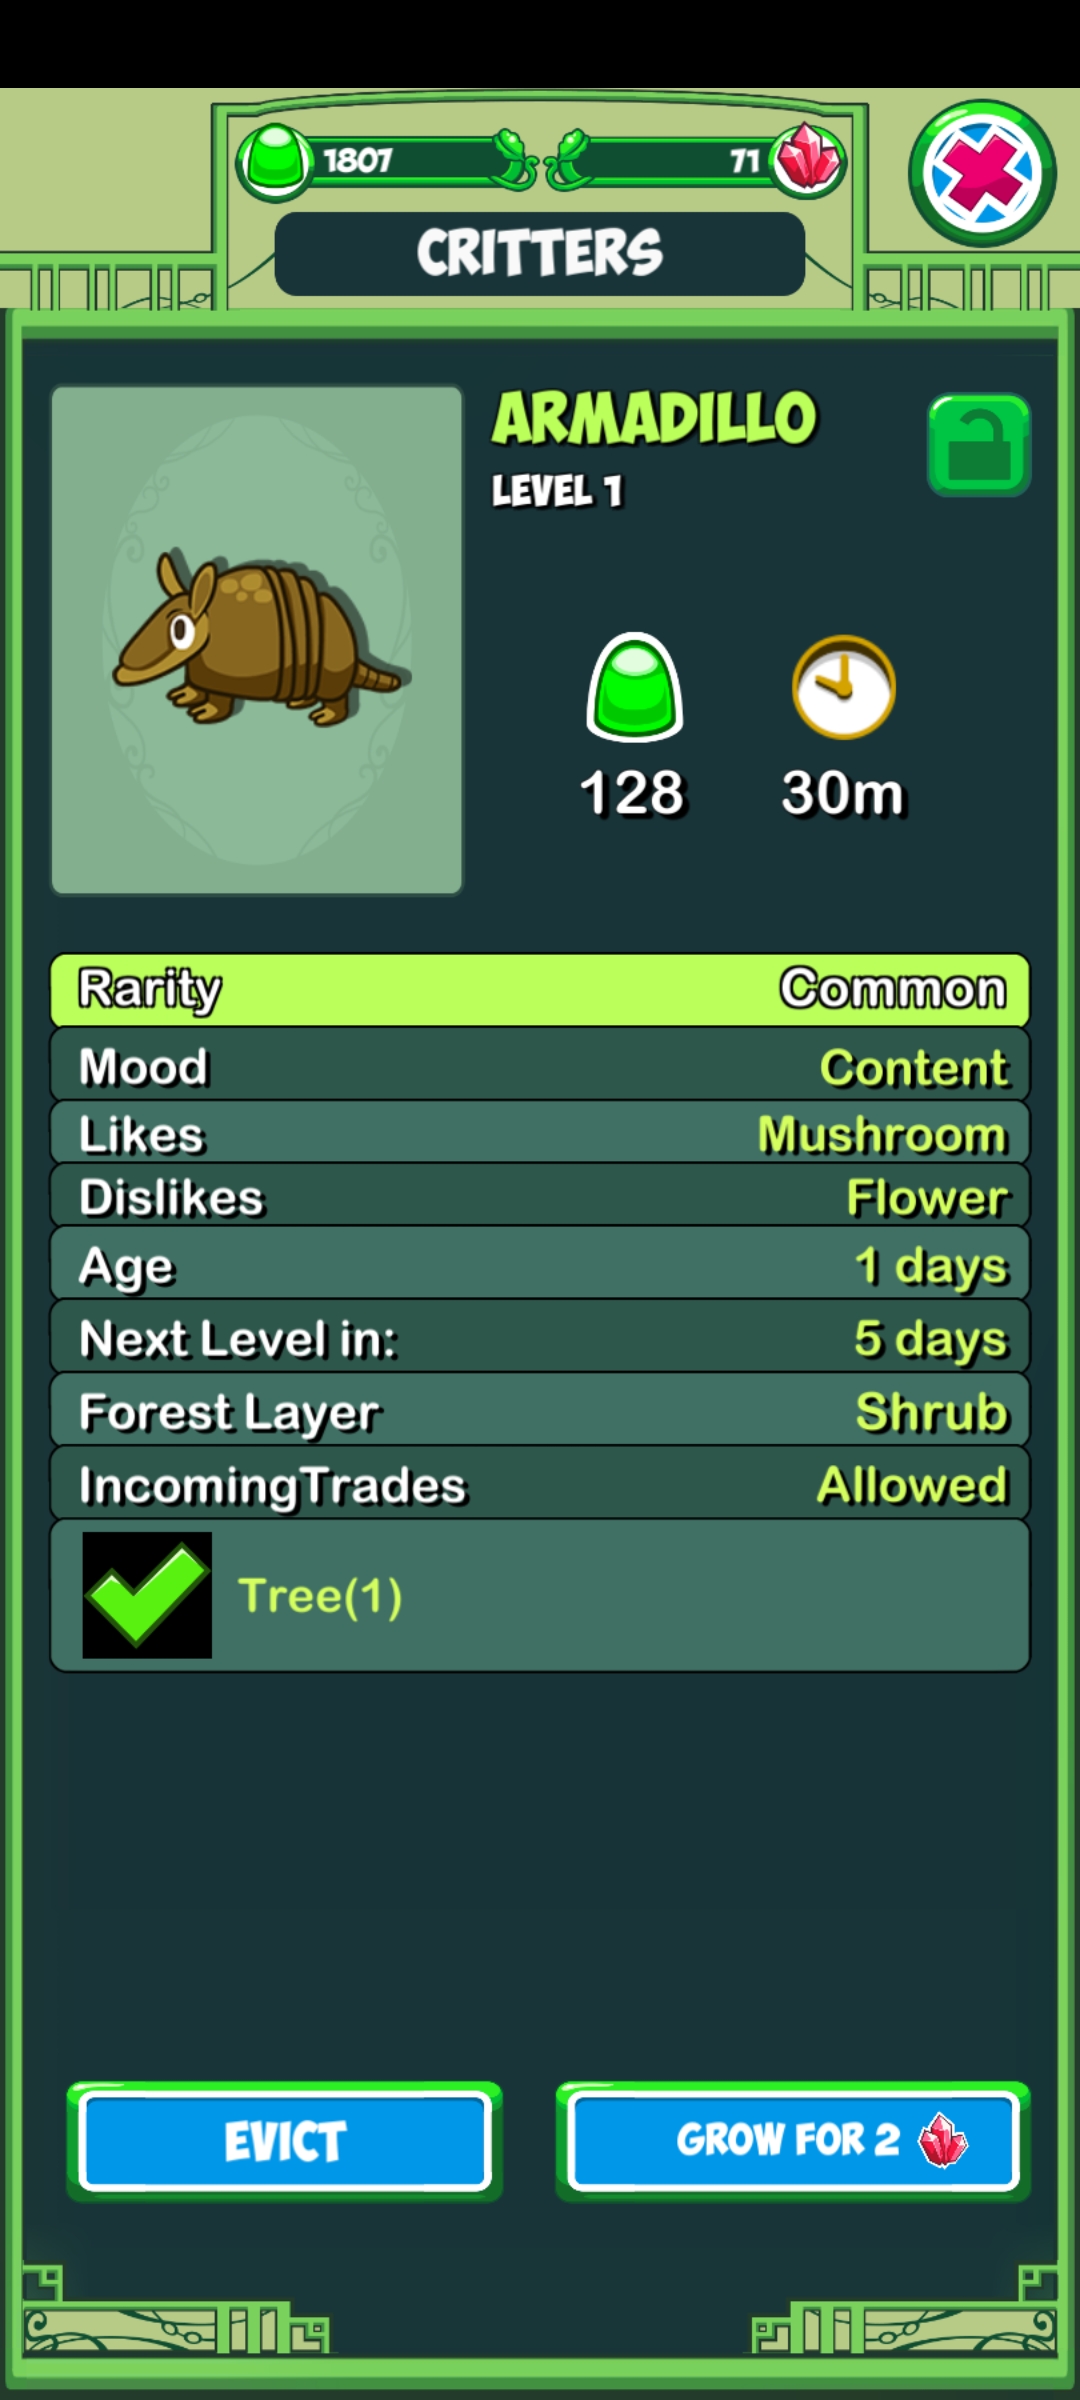 1807
71
CRITTERS
ARMADILLO
LEVEL 1
128
30m
Rarity Common
Mood Content
Likes Mushroom
Dislikes Flower
Age 1 days
Next Level in: 5 days
Forest Layer Shrub
IncomingTrades Allowed
Tree(1)
EVICT
GROW FOR 2